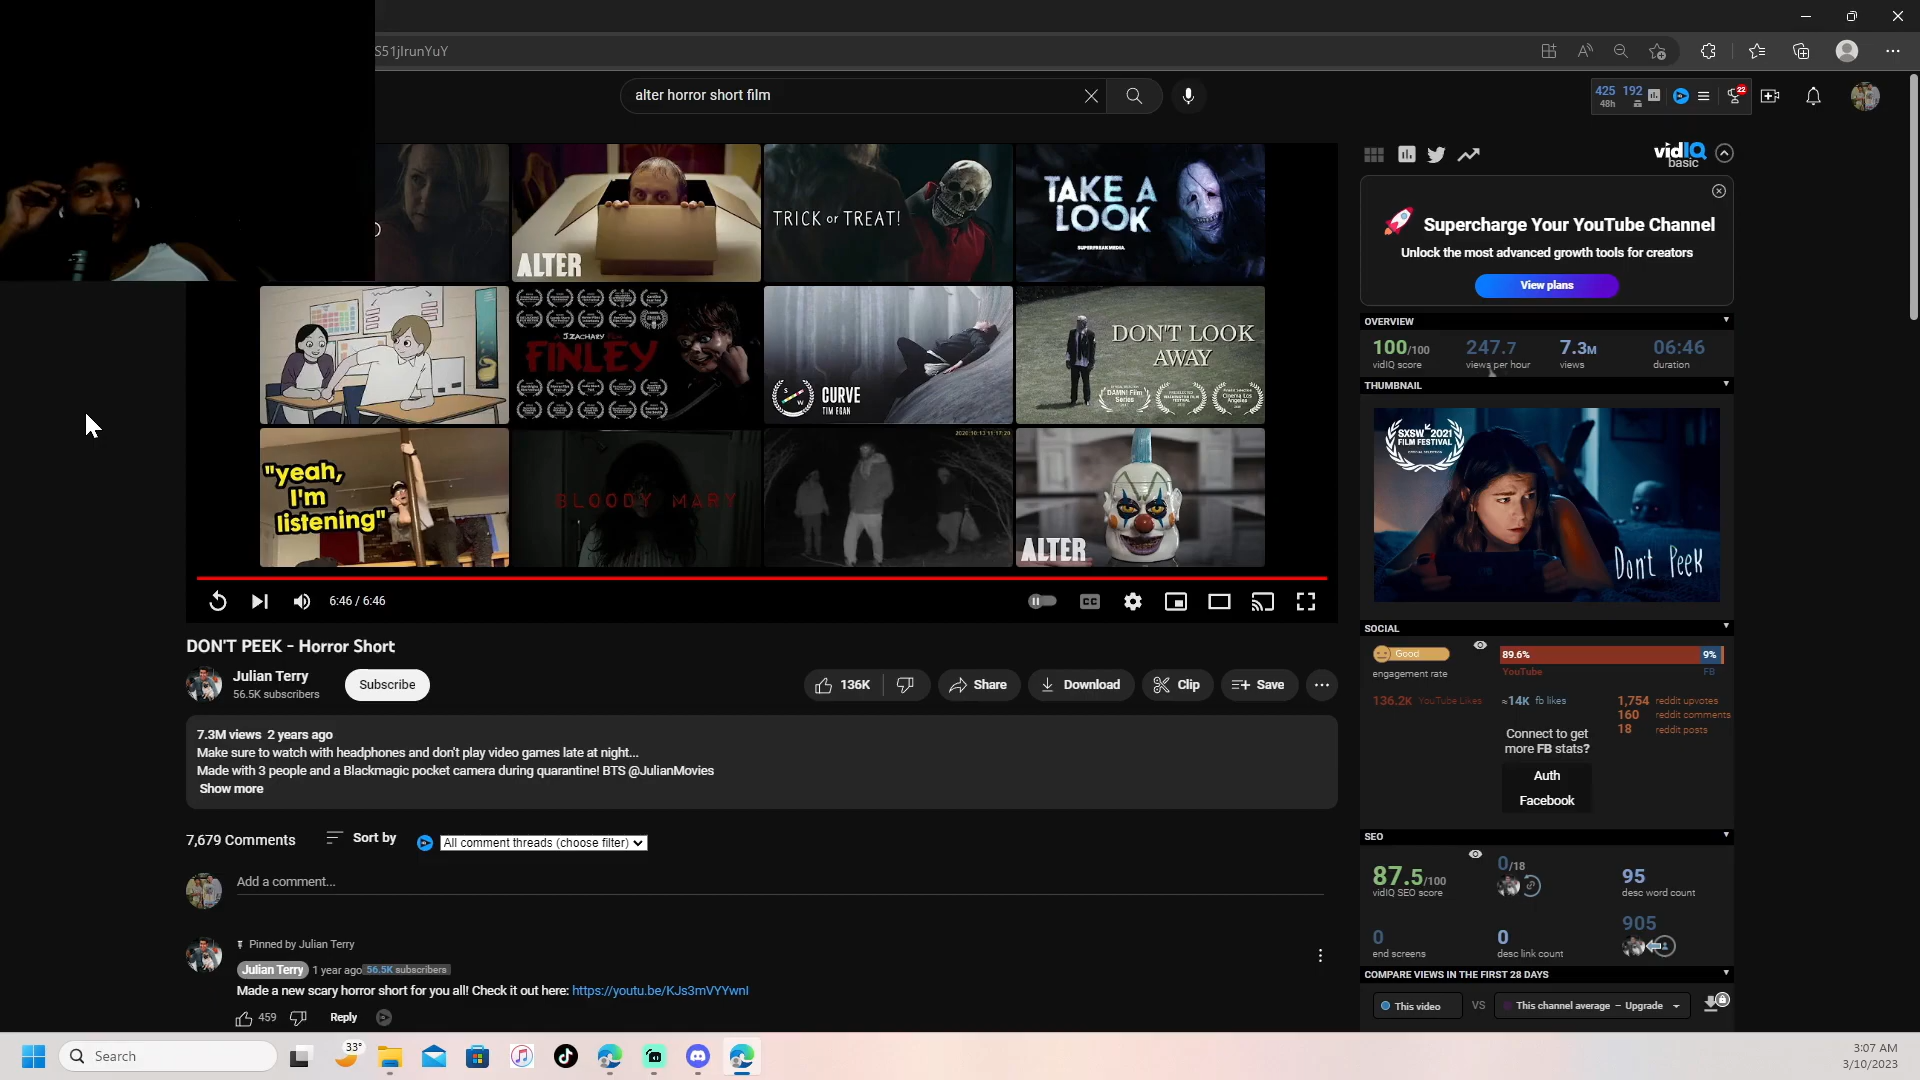 S51jIrunYuY
alter horror short film
425 192
48h
22
ALTER
TRICK or TREAT!
TAKE A
LOOK
SUPERFREAK MEDIA
J.ZACHARY
FINLEY
CURVE
TIM EGAN
DON'T LOOK
AWAY
"yeah,
I'm
listening"
BLOODY MARY
ALTER
6:46 / 6:46
CC
DON'T PEEK - Horror Short
Julian Terry
56.5K subscribers
Subscribe
136K
Share
Download
Clip
Save
7.3M views 2 years ago
Make sure to watch with headphones and don't play video games late at night...
Made with 3 people and a Blackmagic pocket camera during quarantine! BTS @JulianMovies
Show more
7,679 Comments
Sort by
All comment threads (choose filter)
Add a comment...
Pinned by Julian Terry
Julian Terry 1 year ago 56.5K subscribers
Made a new scary horror short for you all! Check it out here: https://youtu.be/KJs3mVYYwnI
459
Reply
vidIQ
basic
Supercharge Your YouTube Channel
Unlock the most advanced growth tools for creators
View plans
OVERVIEW
100/100 247.7 7.3M 06:46
vidIQ score views per hour views duration
THUMBNAIL
SXSW 2021
FILM FESTIVAL
Don't Peek
SOCIAL
Good
engagement rate
89.6% 9%
YouTube FB
136.2K YouTube Likes
≈14K fb likes
1,754 reddit upvotes
160 reddit comments
18 reddit posts
Connect to get
more FB stats?
Auth
Facebook
SEO
87.5/100
vidIQ SEO score
0/18
95
desc word count
0
end screens
0
desc link count
905
COMPARE VIEWS IN THE FIRST 28 DAYS
This video VS This channel average – Upgrade
Search
33°
3:07 AM
3/10/2023